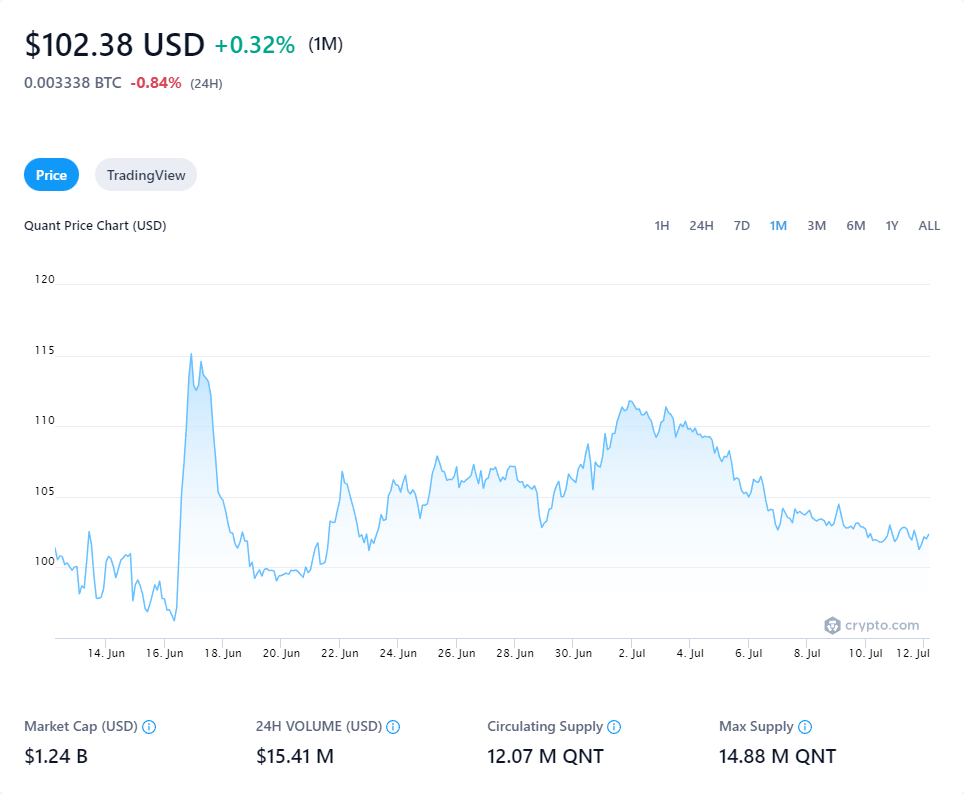 $102.38 USD +0.32% (1M)
0.003338 BTC -0.84% (24H)
Price TradingView
Quant Price Chart (USD) 1H 24H 7D 1M 3M 6M 1Y ALL
120
115
110
105
100
crypto.com
14. Jun 16. Jun 18. Jun 20. Jun 22. Jun 24. Jun 26. Jun 28. Jun 30. Jun 2. Jul 4. Jul 6. Jul 8. Jul 10. Jul 12. Jul
Market Cap (USD) 24H VOLUME (USD) Circulating Supply Max Supply
$1.24 B $15.41 M 12.07 M QNT 14.88 M QNT